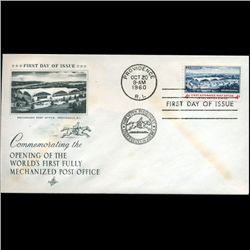 FIRST DAY OF ISSUE
MECHANIZED POST OFFICE, PROVIDENCE, R.I.
Commemorating the
OPENING OF THE
WORLD'S FIRST FULLY
MECHANIZED POST OFFICE
PROVIDENCE
OCT 20
9-AM
1960
R.I.
FIRST DAY OF ISSUE